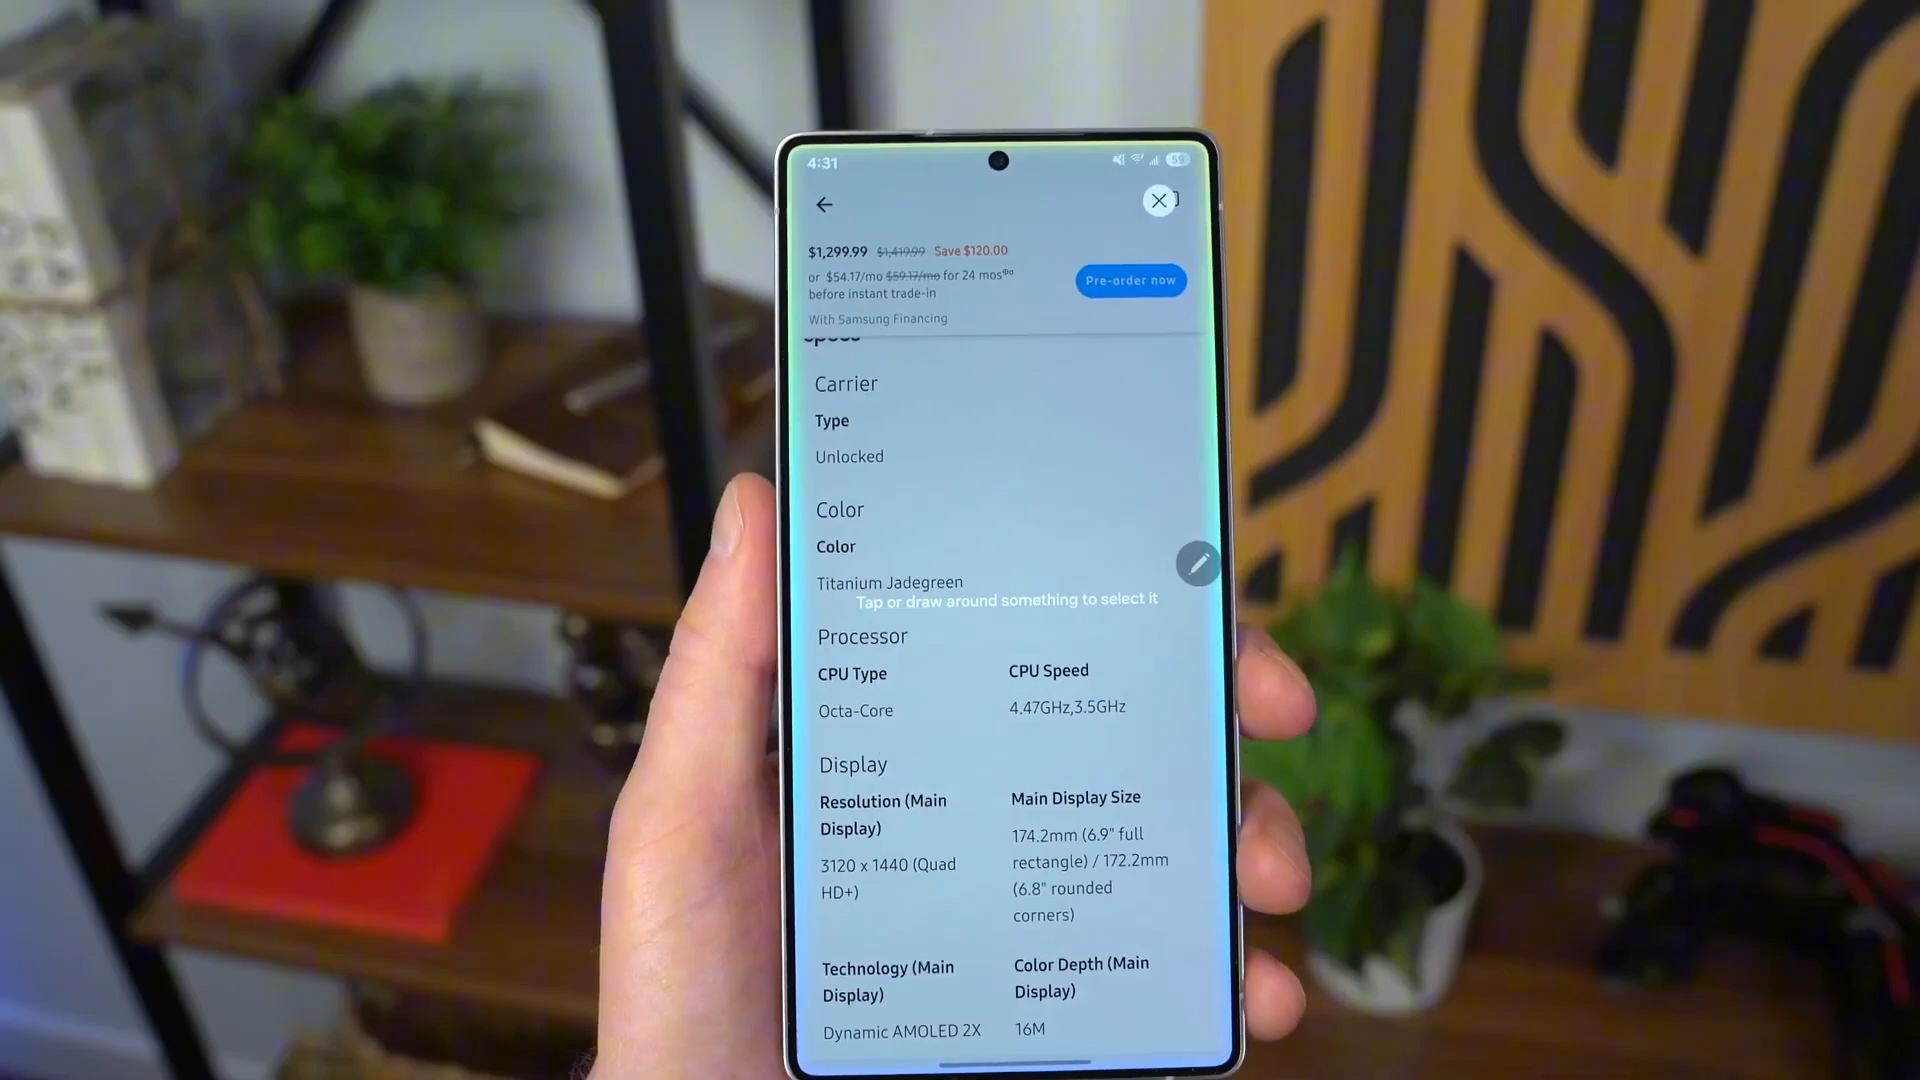 4:31
59
$1,299.99 $1,419.99 Save $120.00
or $54.17/mo $59.17/mo for 24 mos
before instant trade-in
Pre-order now
With Samsung Financing
Specs
Carrier
Type
Unlocked
Color
Color
Titanium Jadegreen
Tap or draw around something to select it
Processor
CPU Type
CPU Speed
Octa-Core
4.47GHz,3.5GHz
Display
Resolution (Main
Display)
Main Display Size
3120 x 1440 (Quad
HD+)
174.2mm (6.9" full
rectangle) / 172.2mm
(6.8" rounded
corners)
Technology (Main
Display)
Color Depth (Main
Display)
Dynamic AMOLED 2X
16M